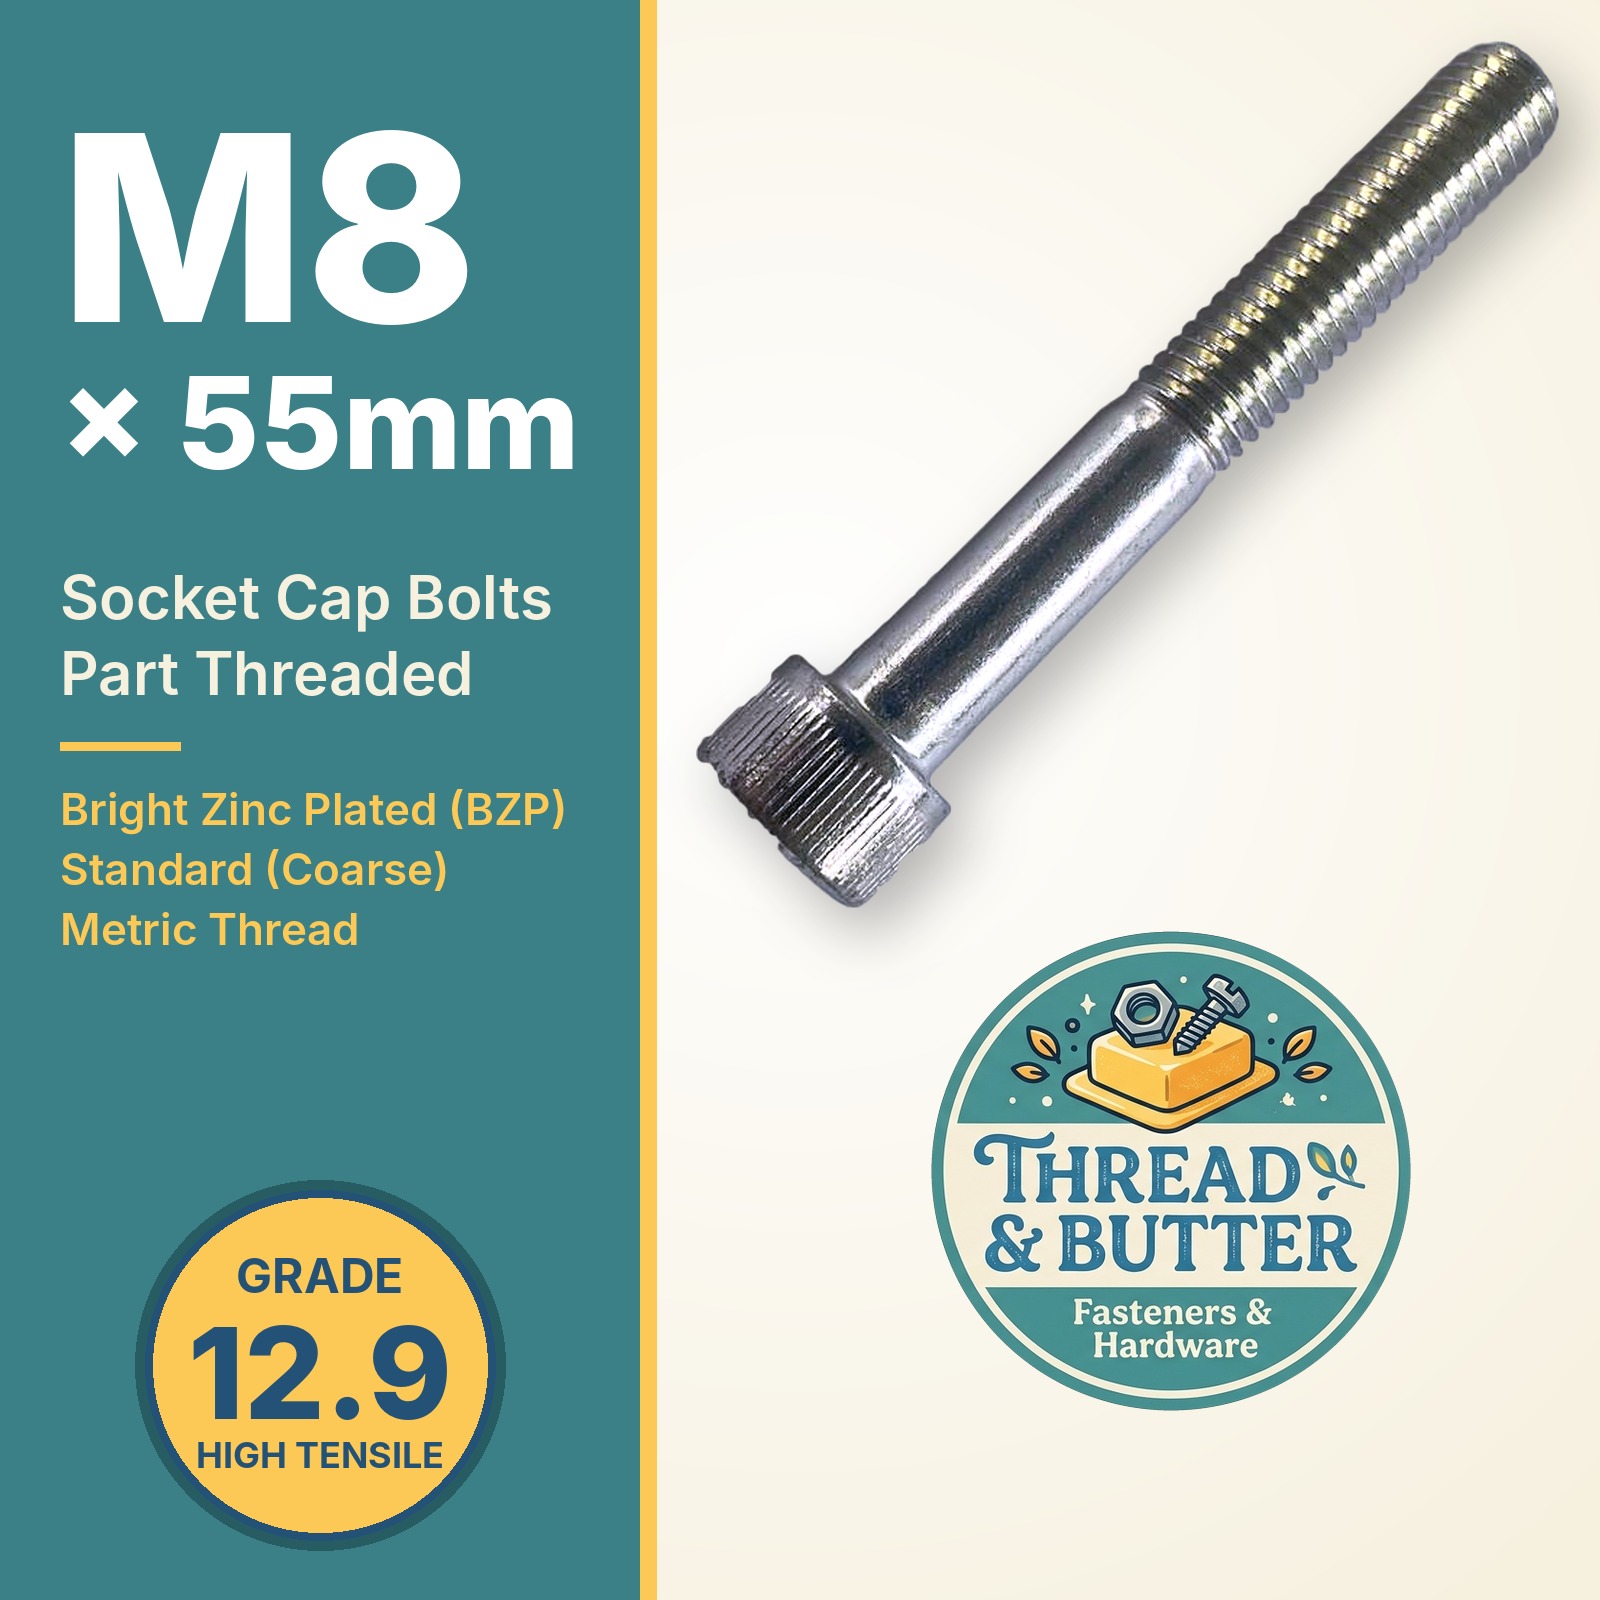 M8
× 55mm
Socket Cap Bolts
Part Threaded
Bright Zinc Plated (BZP)
Standard (Coarse)
Metric Thread
GRADE
12.9
HIGH TENSILE
THREAD
& BUTTER
Fasteners &
Hardware